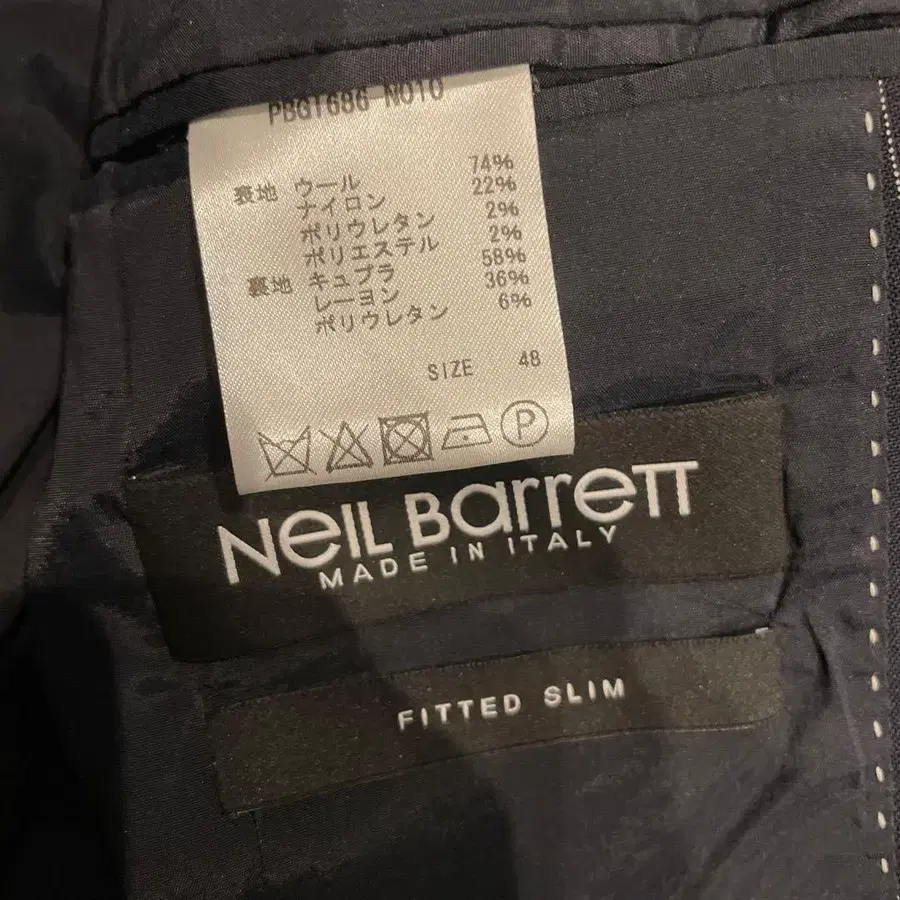 PBG1686 N010
表地 ウール 74%
ナイロン 22%
ポリウレタン 2%
ポリエステル 2%
裏地 キュプラ 58%
レーヨン 36%
ポリウレタン 6%
SIZE 48
P
NEIL BARRETT
MADE IN ITALY
FITTED SLIM